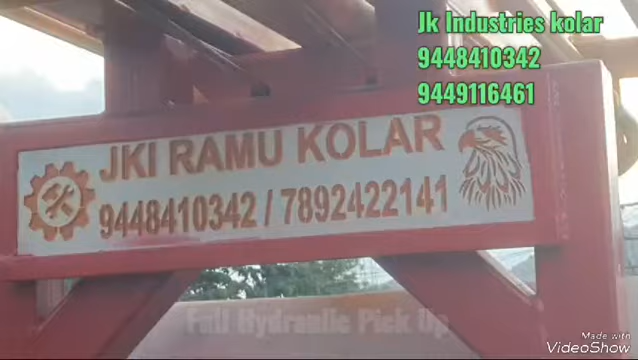 Jk Industries kolar
9448410342
9449116461
JKI RAMU KOLAR
9448410342 / 7892422141
Full Hydraulic Pick Up
Made with
VideoShow